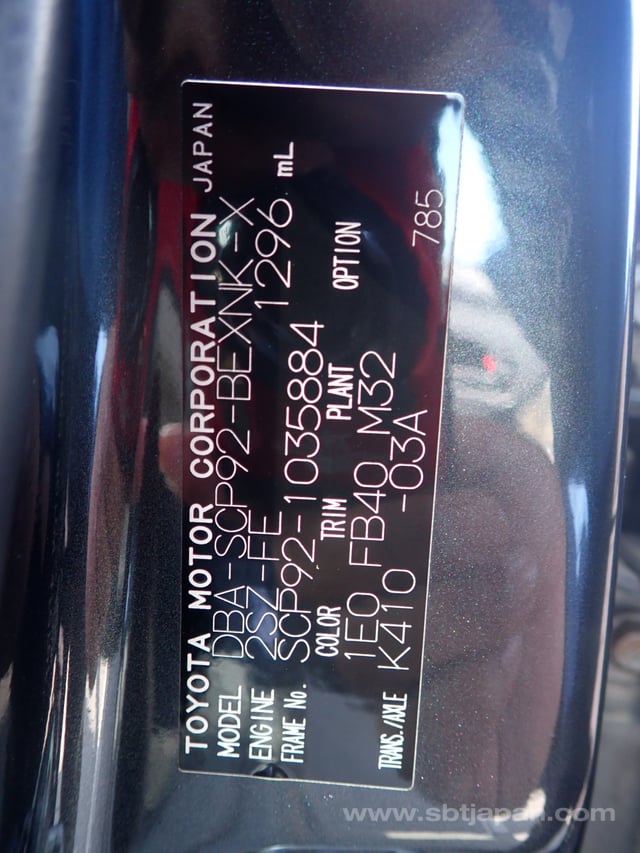 TOYOTA MOTOR CORPORATION JAPAN
MODEL DBA-SCP92-BEXNK-X
ENGINE 2SZ-FE 1296 mL
FRAME No. SCP92-1035884
COLOR TRIM PLANT OPTION
1E0 FB40 M32
TRANS./AXLE K410 -03A
785
www.sbtjapan.com